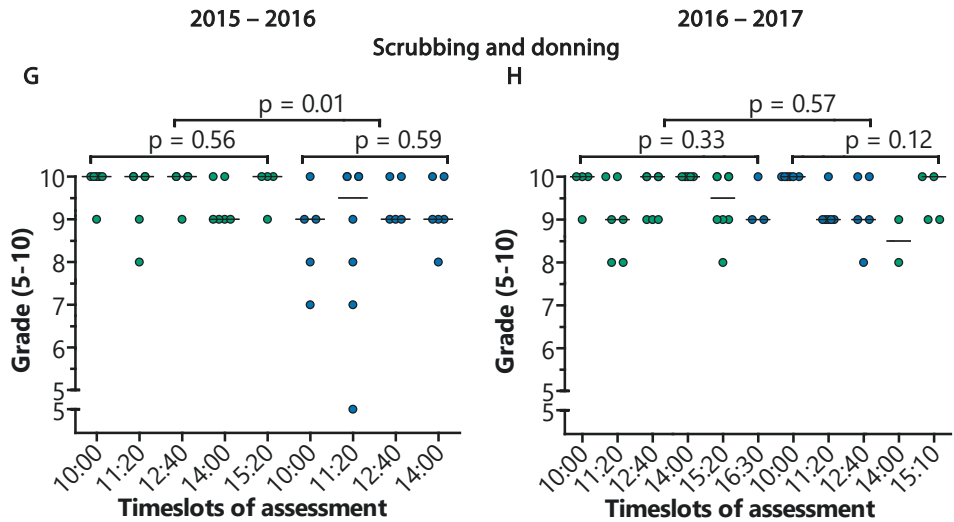 2015 – 2016
2016 – 2017
Scrubbing and donning
G
p = 0.01
p = 0.56
p = 0.59
10
9
8
7
6
5
5
Grade (5-10)
10:00
11:20
12:40
14:00
15:20
10:00
11:20
12:40
14:00
Timeslots of assessment
H
p = 0.57
p = 0.33
p = 0.12
10
9
8
7
6
5
5
Grade (5-10)
10:00
11:20
12:40
14:00
15:20
16:30
10:00
11:20
12:40
14:00
15:10
Timeslots of assessment